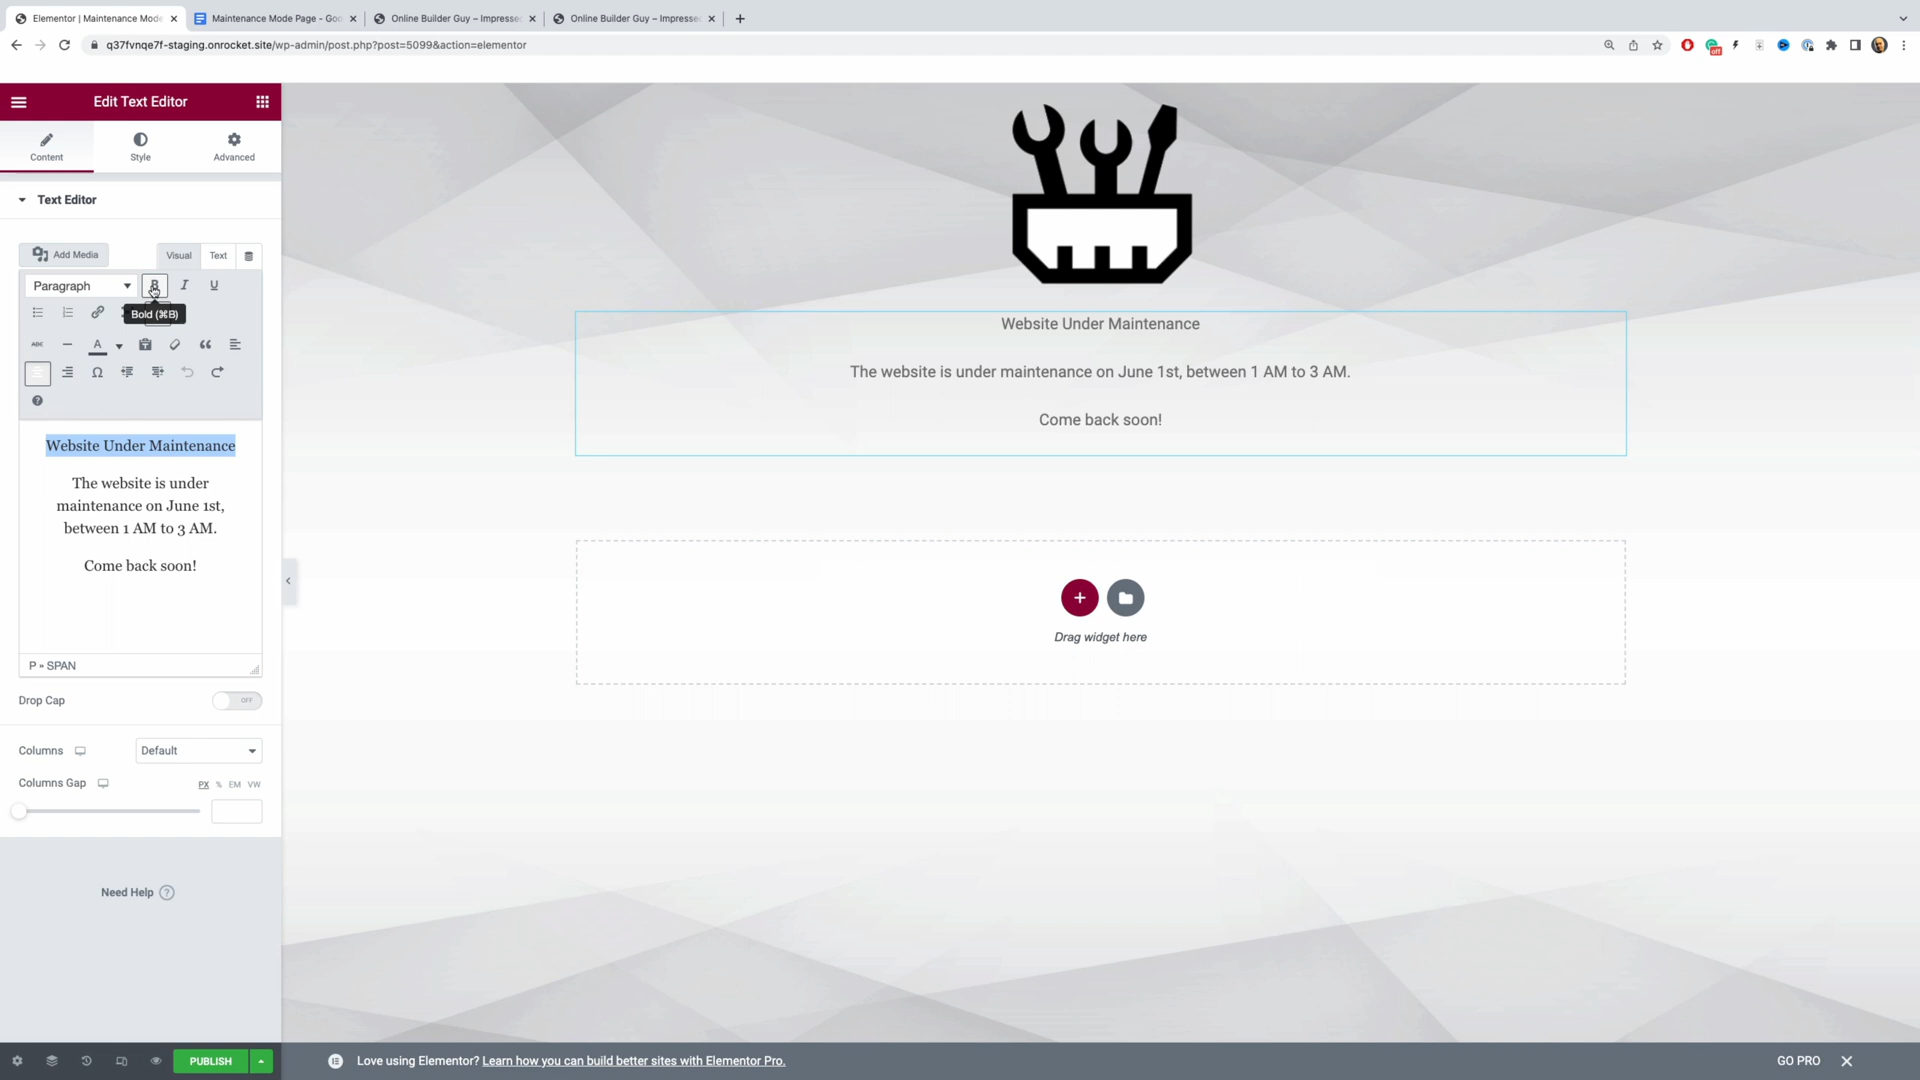 Elementor | Maintenance Mode
Maintenance Mode Page - Goo
Online Builder Guy – Impresse
Online Builder Guy – Impresse
q37fvnqe7f-staging.onrocket.site/wp-admin/post.php?post=5099&action=elementor
off
Edit Text Editor
Content
Style
Advanced
Text Editor
Add Media
Visual
Text
Paragraph
B
I
U
Bold (⌘B)
ABC
A
Website Under Maintenance
The website is under
maintenance on June 1st,
between 1 AM to 3 AM.
Come back soon!
P » SPAN
Drop Cap
OFF
Columns
Default
Columns Gap
PX % EM VW
Need Help
PUBLISH
Website Under Maintenance
The website is under maintenance on June 1st, between 1 AM to 3 AM.
Come back soon!
Drag widget here
Love using Elementor? Learn how you can build better sites with Elementor Pro.
GO PRO